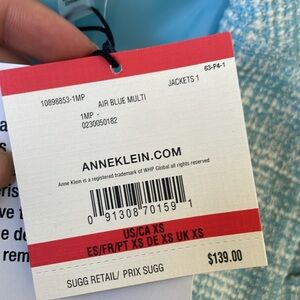 63-P4-1
10898853-1MP
JACKETS 1
AIR BLUE MULTI
1MP -
0230050182
ANNEKLEIN.COM
Anne Klein is a registered trademark of WHP Global all rights reserved
0 91308 70159 1
US/CA XS
ES/FR/PT XS DE XS UK XS
$139.00
SUGG RETAIL/ PRIX SUGG